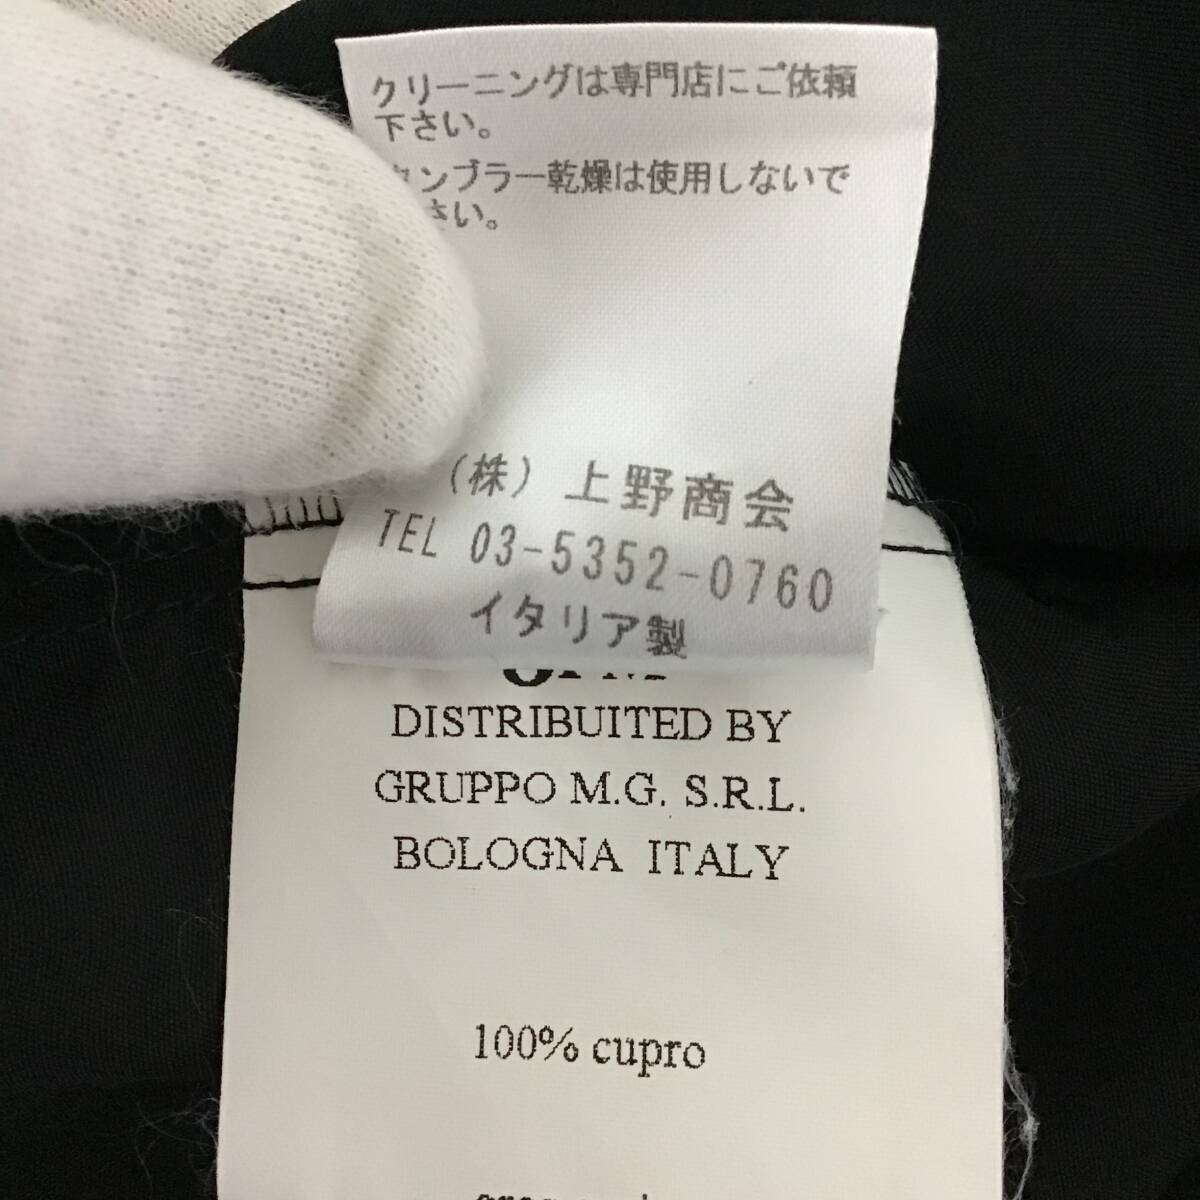 クリーニングは専門店にご依頼
下さい。
タンブラー乾燥は使用しないで
さい。
(株) 上野商会
TEL 03-5352-0760
イタリア製
DISTRIBUITED BY
GRUPPO M.G. S.R.L.
BOLOGNA ITALY
100% cupro